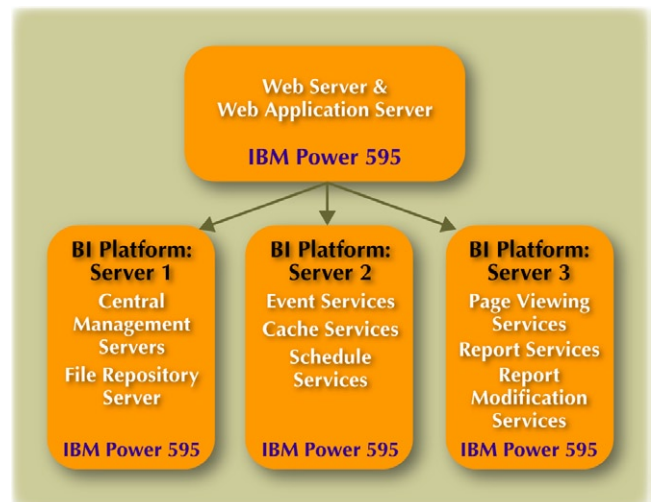 Web Server &
Web Application Server
IBM Power 595
BI Platform:
Server 1
Central
Management
Servers
File Repository
Server
IBM Power 595
BI Platform:
Server 2
Event Services
Cache Services
Schedule
Services
IBM Power 595
BI Platform:
Server 3
Page Viewing
Services
Report Services
Report
Modification
Services
IBM Power 595